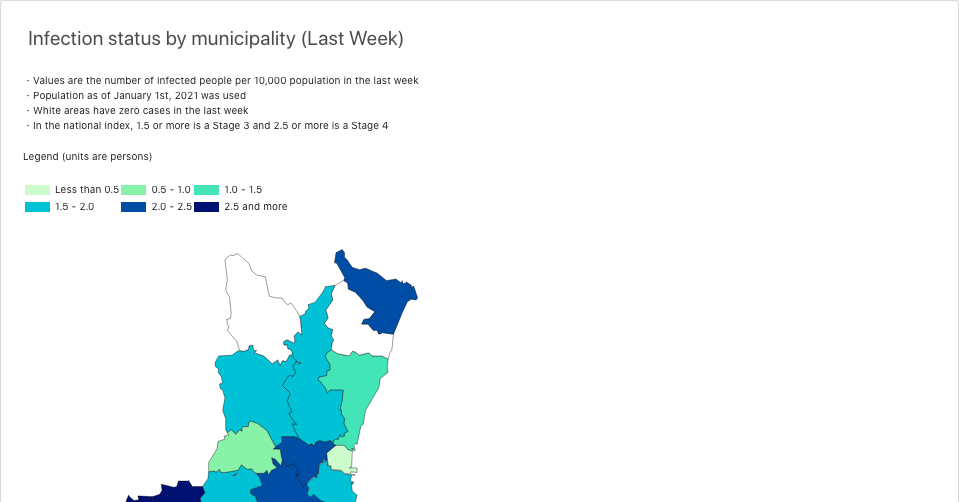 Infection status by municipality (Last Week)
· Values are the number of infected people per 10,000 population in the last week
· Population as of January 1st, 2021 was used
· White areas have zero cases in the last week
· In the national index, 1.5 or more is a Stage 3 and 2.5 or more is a Stage 4
Legend (units are persons)
Less than 0.5 0.5 - 1.0 1.0 - 1.5
1.5 - 2.0 2.0 - 2.5 2.5 and more